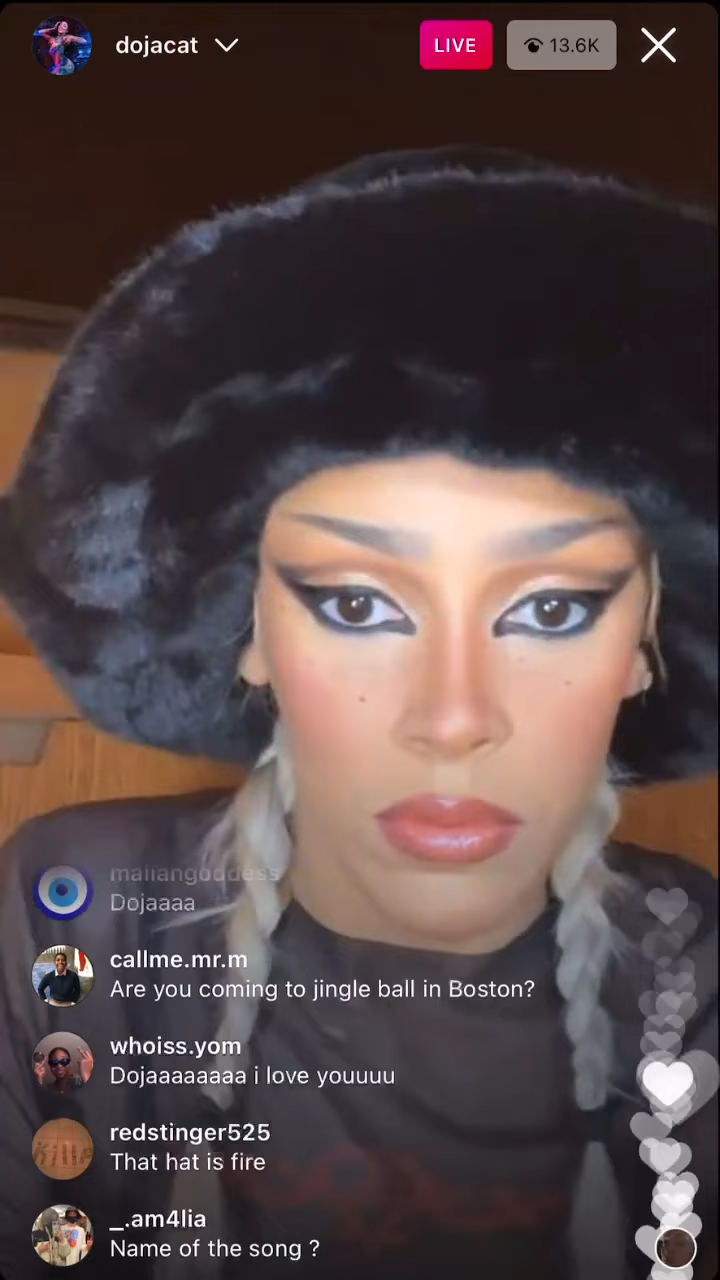 dojacat
LIVE
13.6K
maliangoddess
Dojaaaa
callme.mr.m
Are you coming to jingle ball in Boston?
whoiss.yom
Dojaaaaaaaa i love youuuu
redstinger525
That hat is fire
_.am4lia
Name of the song ?